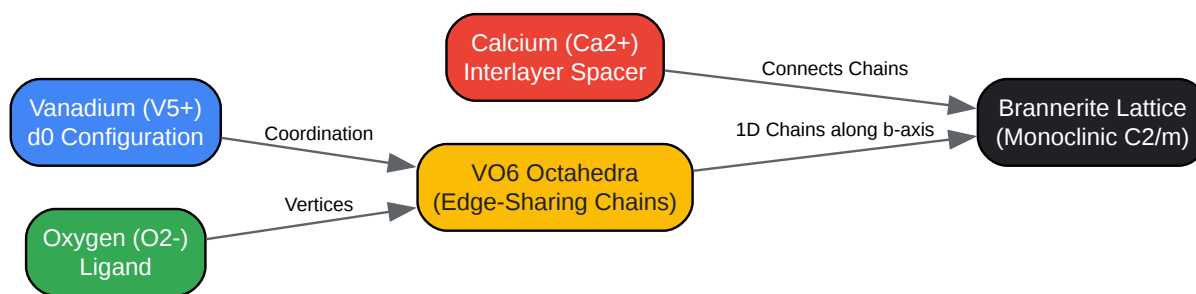 Calcium (Ca2+)
Interlayer Spacer
Connects Chains
Vanadium (V5+)
d0 Configuration
Coordination
1D Chains along b-axis
Brannerite Lattice
(Monoclinic C2/m)
VO6 Octahedra
(Edge-Sharing Chains)
Vertices
Oxygen (O2-)
Ligand